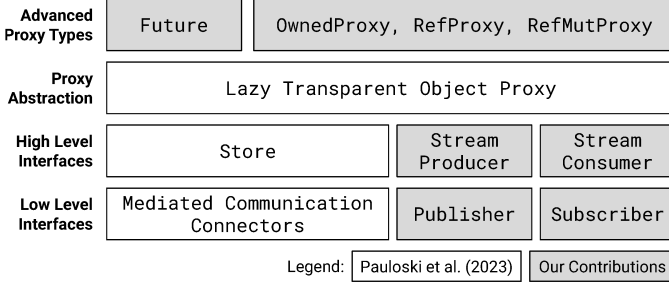 Advanced
Proxy Types
Future
OwnedProxy, RefProxy, RefMutProxy
Proxy
Abstraction
Lazy Transparent Object Proxy
High Level
Interfaces
Store
Stream
Producer
Stream
Consumer
Low Level
Interfaces
Mediated Communication
Connectors
Publisher
Subscriber
Legend:
Pauloski et al. (2023)
Our Contributions